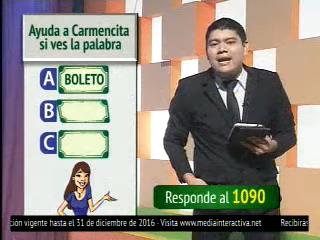 Ayuda a Carmencita
si ves la palabra
A BOLETO
B
C
Responde al 1090
ción vigente hasta el 31 de diciembre de 2016 - Visita www.mediainteractiva.net Recibirás